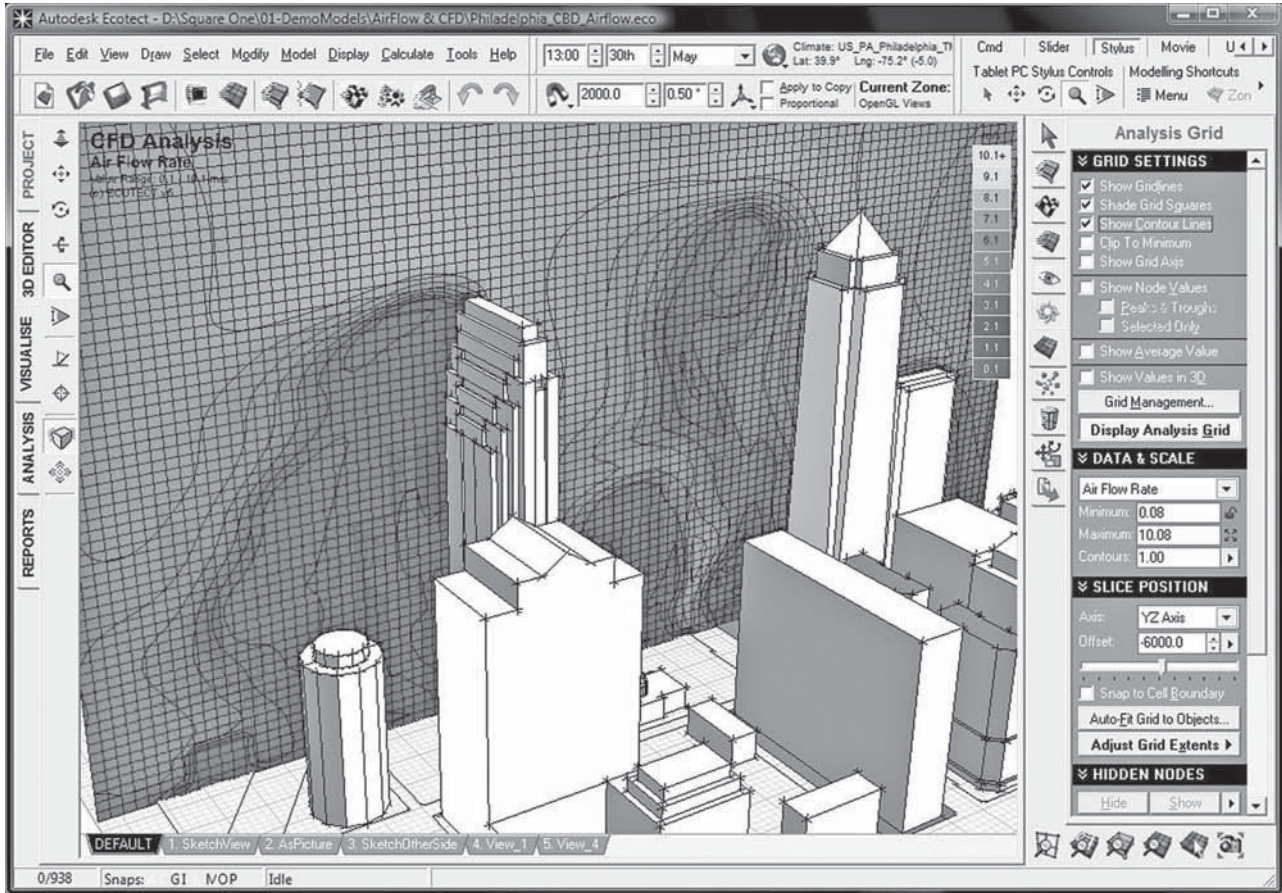 Autodesk Ecotect - D:\Square One\01-DemoModels\AirFlow & CFD\Philadelphia_CBD_Airflow.eco
File Edit View Draw Select Modify Model Display Calculate Tools Help
13:00 30th May
Climate: US_PA_Philadelphia_T
Lat: 39.9° Lng: -75.2° (-5.0)
Cmd Slider Stylus Movie U
Tablet PC Stylus Controls Modelling Shortcuts
Menu Zon
2000.0 0.50°
Apply to Copy
Proportional
Current Zone:
OpenGL Views
PROJECT
3D EDITOR
VISUALISE
ANALYSIS
REPORTS
CFD Analysis
Air Flow Rate
(c) ECOTECT v6
10.1+
9.1
8.1
7.1
6.1
5.1
4.1
3.1
2.1
1.1
0.1
Analysis Grid
GRID SETTINGS
Show Gridlines
Shade Grid Squares
Show Contour Lines
Clip To Minimum
Show Grid Axis
Show Node Values
Peaks & Troughs
Selected Only
Show Average Value
Show Values in 3D
Grid Management...
Display Analysis Grid
DATA & SCALE
Air Flow Rate
Minimum: 0.08
Maximum: 10.08
Contours: 1.00
SLICE POSITION
Axis: YZ Axis
Offset: -6000.0
Snap to Cell Boundary
Auto-Fit Grid to Objects...
Adjust Grid Extents
HIDDEN NODES
Hide Show
DEFAULT 1. SketchView 2. AsPicture 3. SketchOtherSide 4. View_1 5. View_4
0/938 Snaps: GI MOP Idle